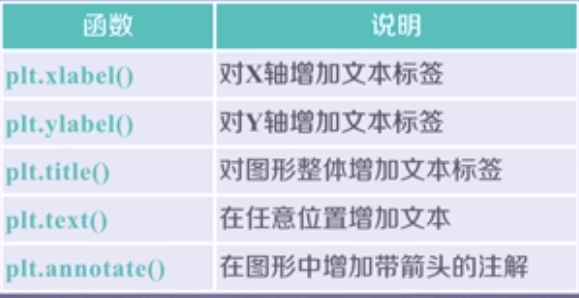 函数 说明
plt.xlabel() 对X轴增加文本标签
plt.ylabel() 对Y轴增加文本标签
plt.title() 对图形整体增加文本标签
plt.text() 在任意位置增加文本
plt.annotate() 在图形中增加带箭头的注解